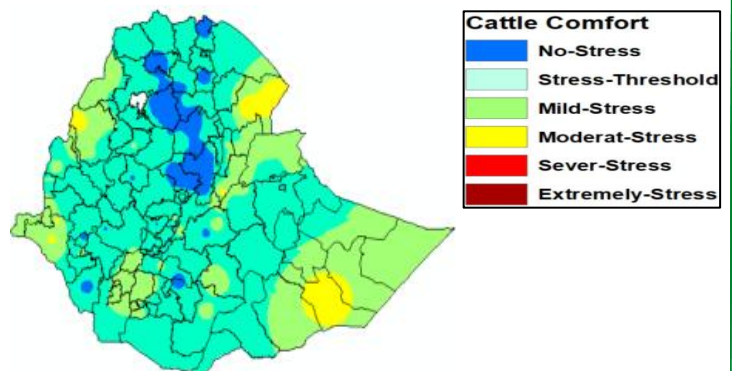 Cattle Comfort
No-Stress
Stress-Threshold
Mild-Stress
Moderat-Stress
Sever-Stress
Extremely-Stress